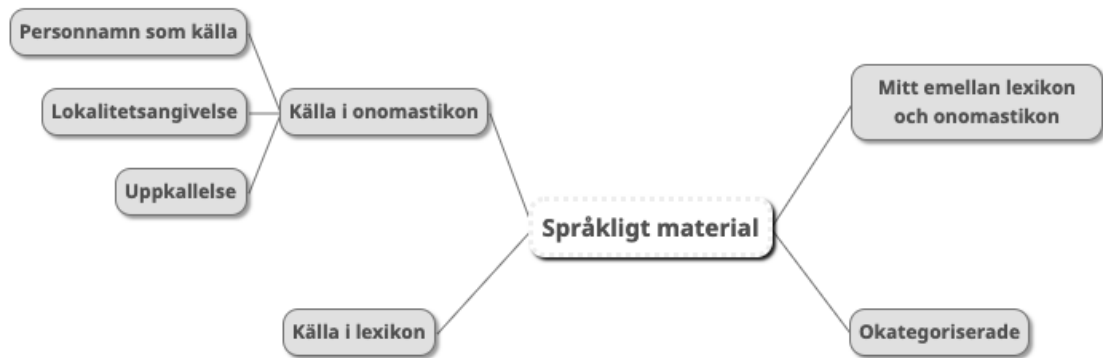 Personnamn som källa
Lokalitetsangivelse
Uppkallelse
Källa i onomastikon
Källa i lexikon
Språkligt material
Mitt emellan lexikon
och onomastikon
Okategoriserade